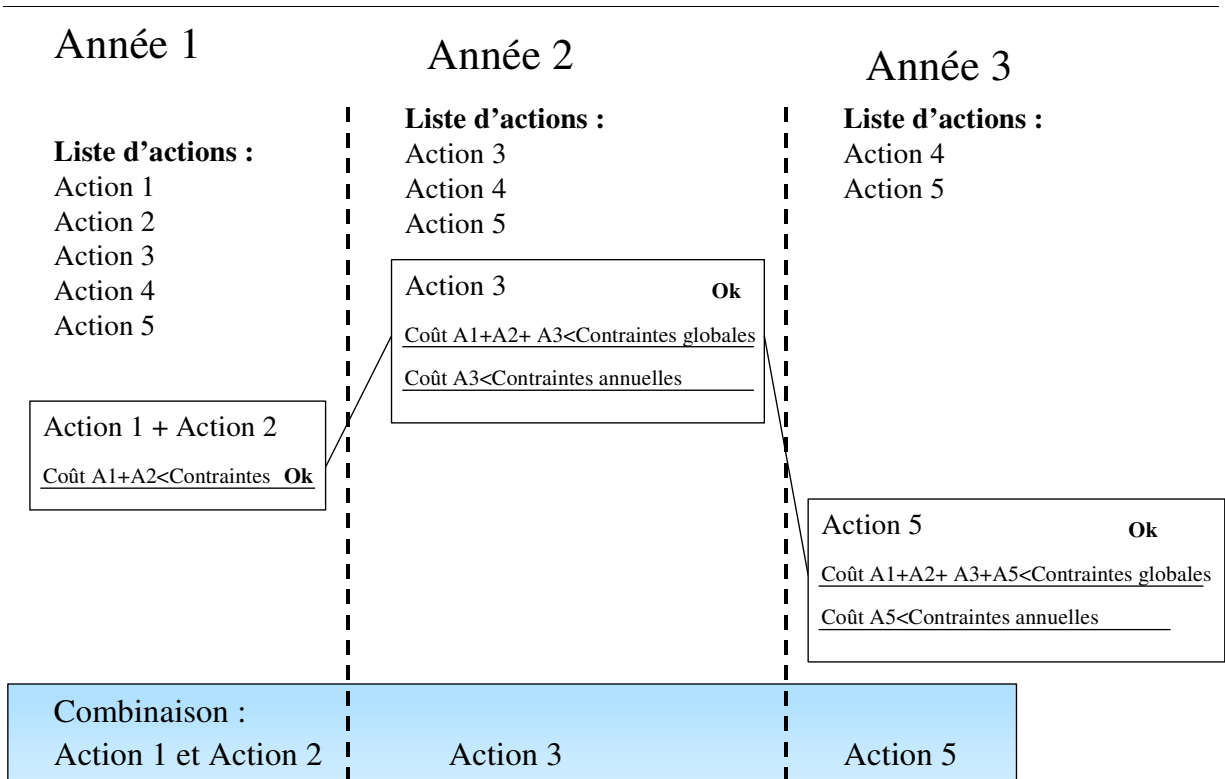 Année 1
Liste d'actions :
Action 1
Action 2
Action 3
Action 4
Action 5
Action 1 + Action 2
Coût A1+A2<Contraintes Ok
Année 2
Liste d'actions :
Action 3
Action 4
Action 5
Action 3 Ok
Coût A1+A2+ A3<Contraintes globales
Coût A3<Contraintes annuelles
Année 3
Liste d'actions :
Action 4
Action 5
Action 5 Ok
Coût A1+A2+ A3+A5<Contraintes globales
Coût A5<Contraintes annuelles
Combinaison :
Action 1 et Action 2 Action 3 Action 5